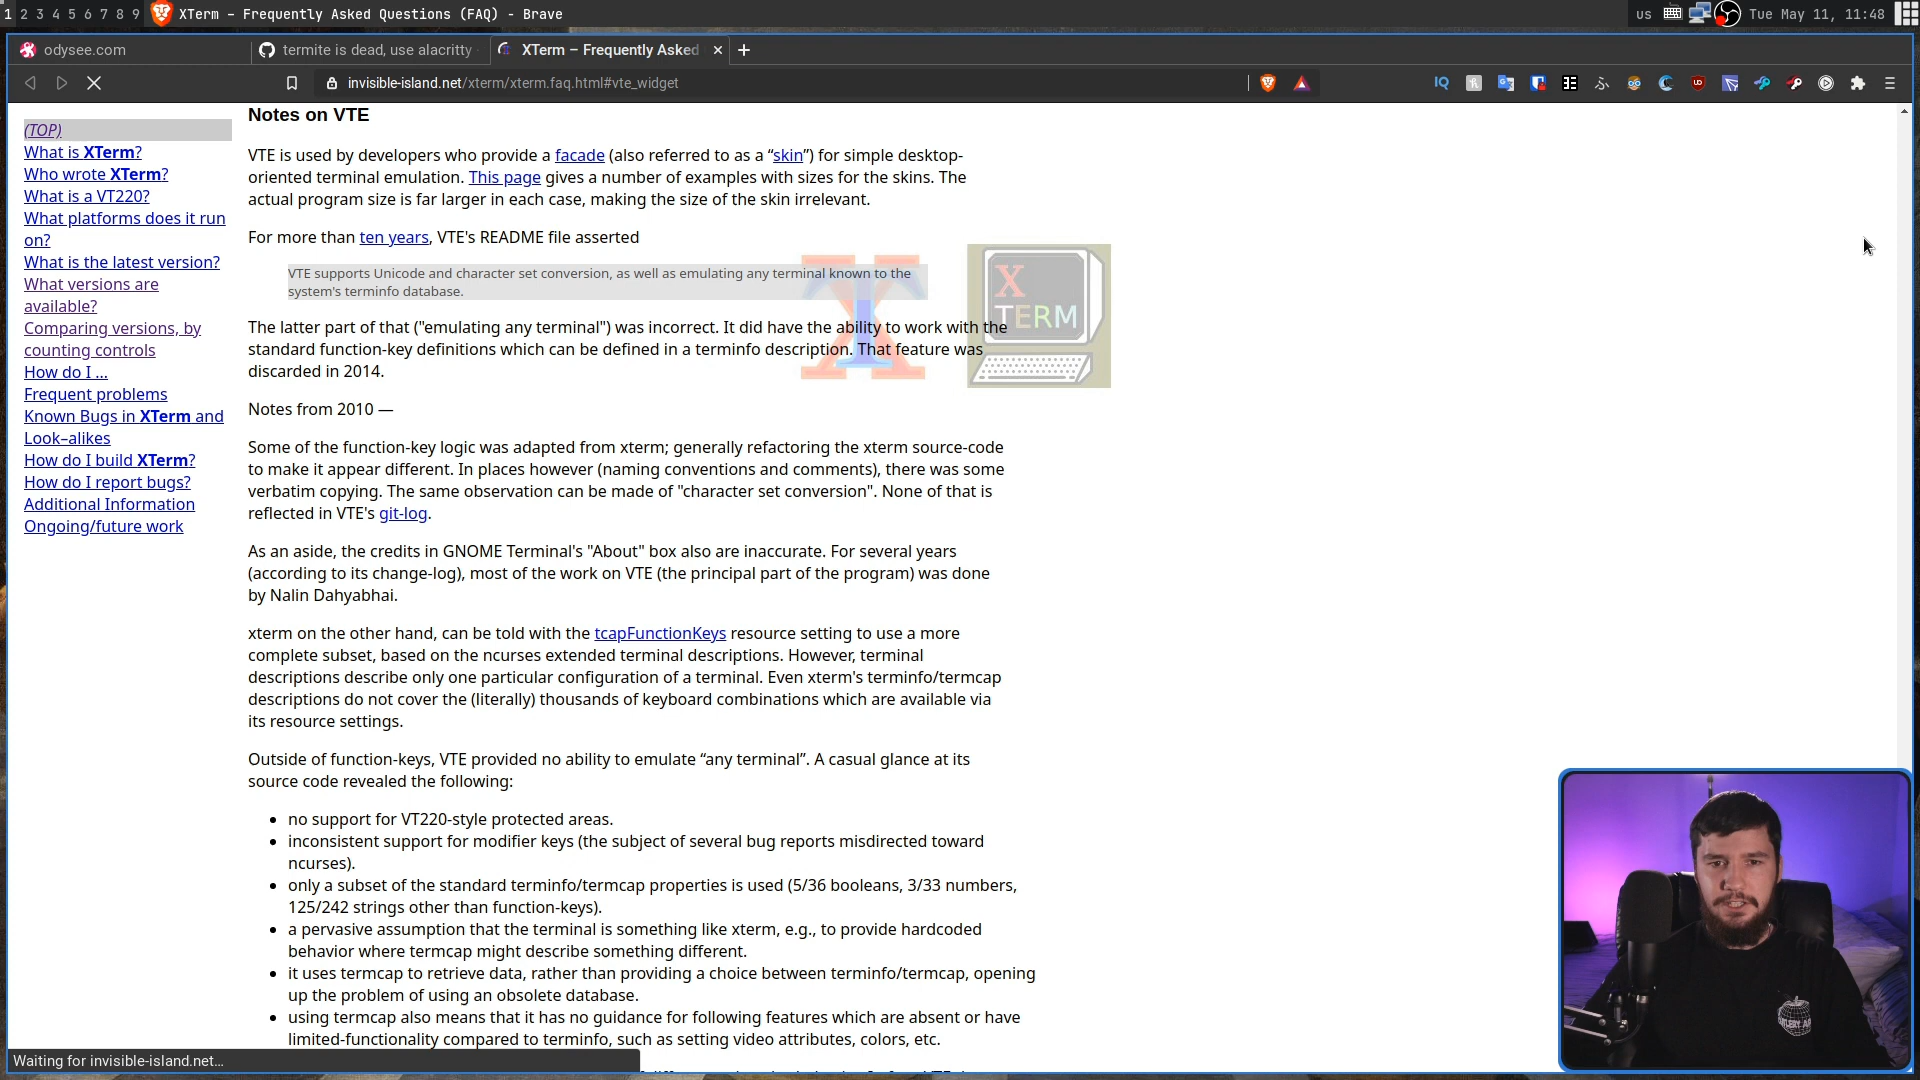 1 2 3 4 5 6 7 8 9 XTerm – Frequently Asked Questions (FAQ) - Brave us Tue May 11, 11:48
odysee.com termite is dead, use alacritty XTerm – Frequently Asked
invisible-island.net/xterm/xterm.faq.html#vte_widget
(TOP)
What is XTerm?
Who wrote XTerm?
What is a VT220?
What platforms does it run
on?
What is the latest version?
What versions are
available?
Comparing versions, by
counting controls
How do I ...
Frequent problems
Known Bugs in XTerm and
Look–alikes
How do I build XTerm?
How do I report bugs?
Additional Information
Ongoing/future work
Notes on VTE
VTE is used by developers who provide a facade (also referred to as a “skin”) for simple desktop-
oriented terminal emulation. This page gives a number of examples with sizes for the skins. The
actual program size is far larger in each case, making the size of the skin irrelevant.
For more than ten years, VTE's README file asserted
VTE supports Unicode and character set conversion, as well as emulating any terminal known to the
system's terminfo database.
X
TERM
The latter part of that ("emulating any terminal") was incorrect. It did have the ability to work with the
standard function-key definitions which can be defined in a terminfo description. That feature was
discarded in 2014.
Notes from 2010 —
Some of the function-key logic was adapted from xterm; generally refactoring the xterm source-code
to make it appear different. In places however (naming conventions and comments), there was some
verbatim copying. The same observation can be made of "character set conversion". None of that is
reflected in VTE's git-log.
As an aside, the credits in GNOME Terminal's "About" box also are inaccurate. For several years
(according to its change-log), most of the work on VTE (the principal part of the program) was done
by Nalin Dahyabhai.
xterm on the other hand, can be told with the tcapFunctionKeys resource setting to use a more
complete subset, based on the ncurses extended terminal descriptions. However, terminal
descriptions describe only one particular configuration of a terminal. Even xterm's terminfo/termcap
descriptions do not cover the (literally) thousands of keyboard combinations which are available via
its resource settings.
Outside of function-keys, VTE provided no ability to emulate “any terminal”. A casual glance at its
source code revealed the following:
• no support for VT220-style protected areas.
• inconsistent support for modifier keys (the subject of several bug reports misdirected toward
ncurses).
• only a subset of the standard terminfo/termcap properties is used (5/36 booleans, 3/33 numbers,
125/242 strings other than function-keys).
• a pervasive assumption that the terminal is something like xterm, e.g., to provide hardcoded
behavior where termcap might describe something different.
• it uses termcap to retrieve data, rather than providing a choice between terminfo/termcap, opening
up the problem of using an obsolete database.
• using termcap also means that it has no guidance for following features which are absent or have
limited-functionality compared to terminfo, such as setting video attributes, colors, etc.
Waiting for invisible-island.net...